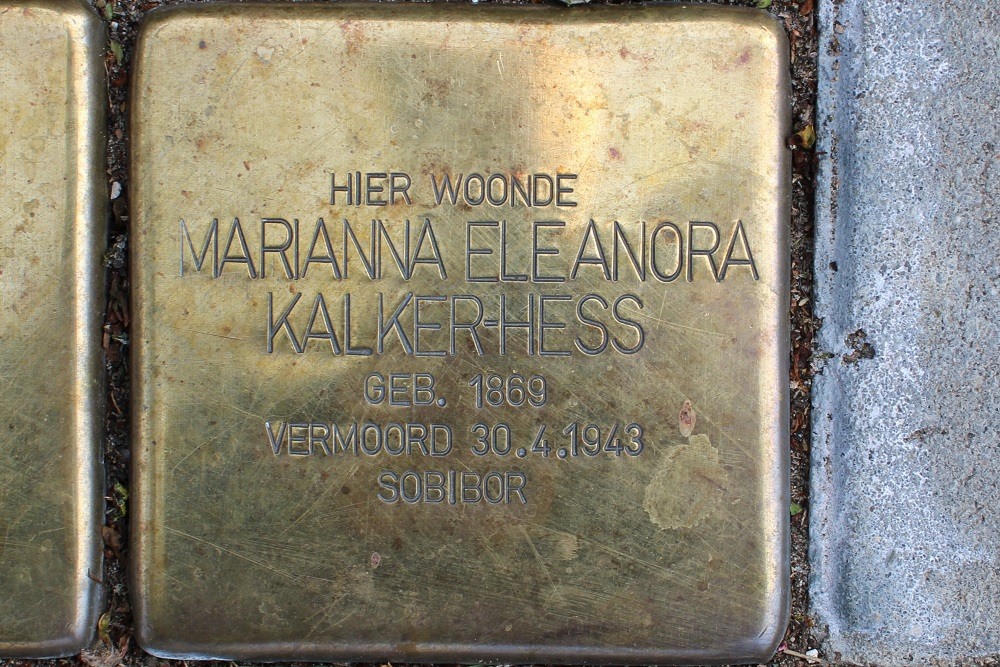 HIER WOONDE
MARIANNA ELEANORA
KALKER-HESS
GEB. 1869
VERMOORD 30.4.1943
SOBIBOR